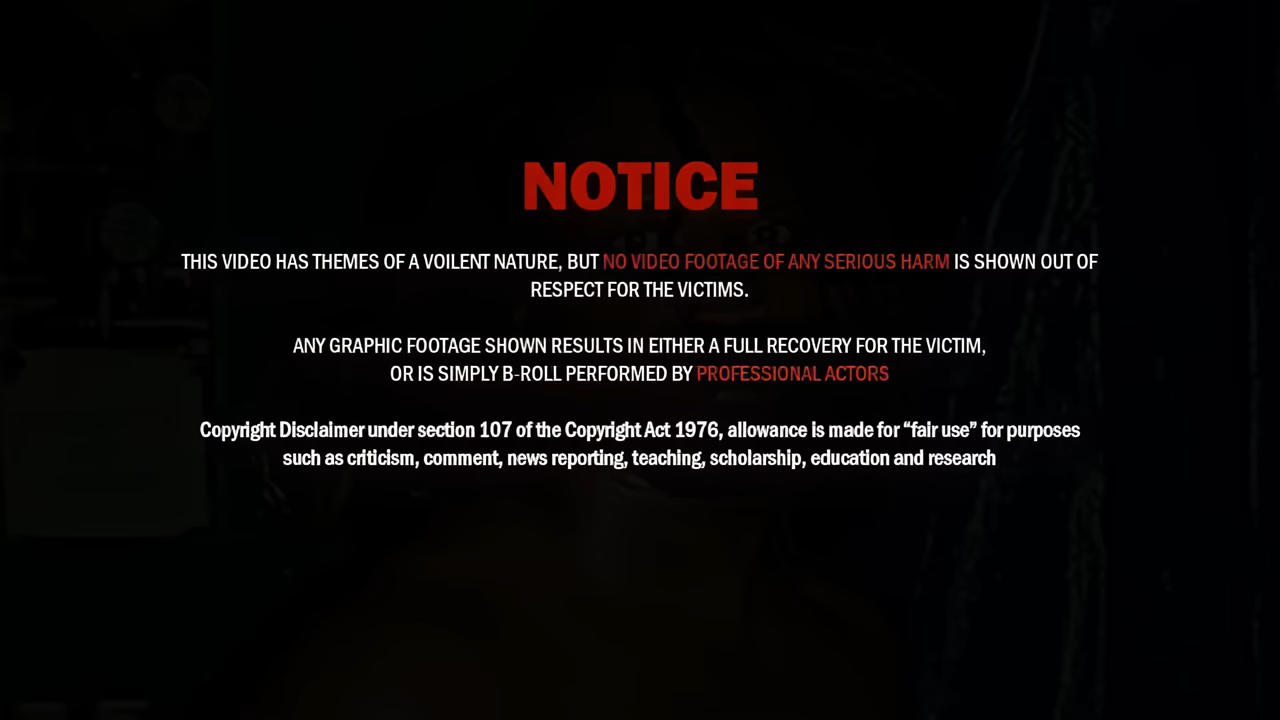 NOTICE
THIS VIDEO HAS THEMES OF A VOILENT NATURE, BUT NO VIDEO FOOTAGE OF ANY SERIOUS HARM IS SHOWN OUT OF
RESPECT FOR THE VICTIMS.
ANY GRAPHIC FOOTAGE SHOWN RESULTS IN EITHER A FULL RECOVERY FOR THE VICTIM,
OR IS SIMPLY B-ROLL PERFORMED BY PROFESSIONAL ACTORS
Copyright Disclaimer under section 107 of the Copyright Act 1976, allowance is made for “fair use” for purposes
such as criticism, comment, news reporting, teaching, scholarship, education and research